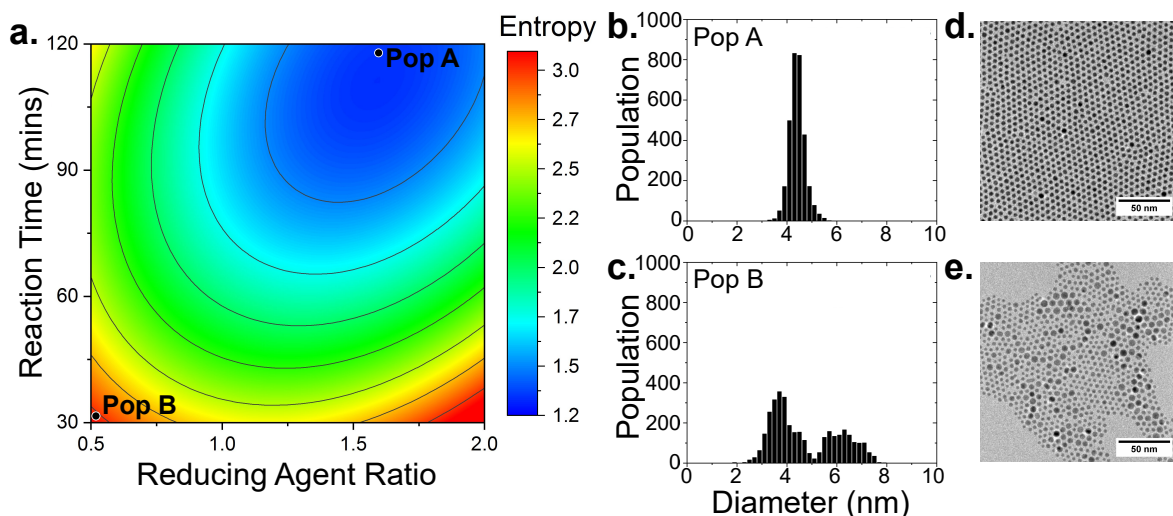 a.
Entropy
Reaction Time (mins)
120
90
60
30
0.5
1.0
1.5
2.0
Reducing Agent Ratio
Pop A
Pop B
3.0
2.7
2.5
2.2
2.0
1.7
1.5
1.2
b.
Pop A
Population
1000
800
600
400
200
0
0 2 4 6 8 10
c.
Pop B
Population
1000
800
600
400
200
0
0 2 4 6 8 10
Diameter (nm)
d.
50 nm
e.
50 nm